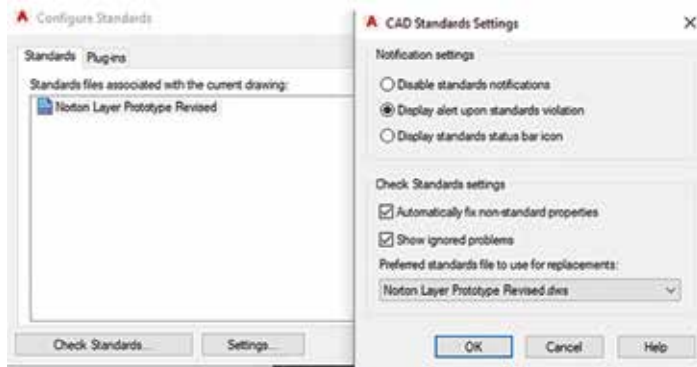 Configure Standards
Standards Plug-ins
Standards files associated with the current drawing:
Norton Layer Prototype Revised
Check Standards...
Settings...
CAD Standards Settings
Notification settings
Disable standards notifications
Display alert upon standards violation
Display standards status bar icon
Check Standards settings
Automatically fix non-standard properties
Show ignored problems
Preferred standards file to use for replacements:
Norton Layer Prototype Revised.dws
OK Cancel Help